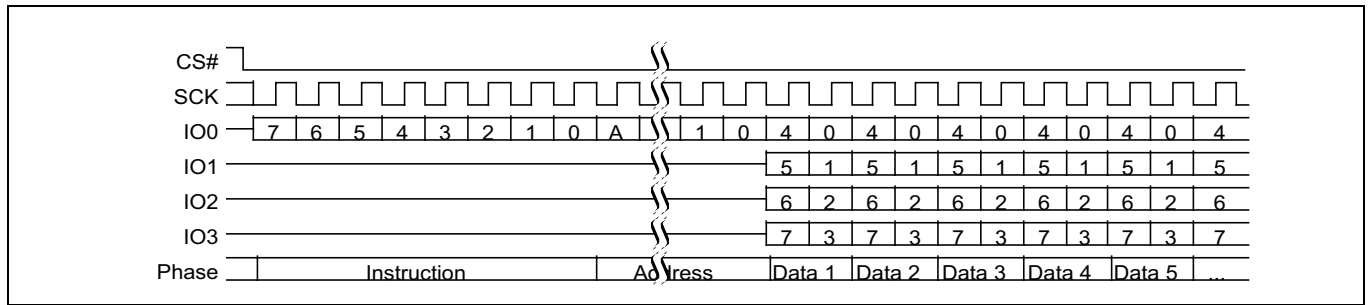 CS#
SCK
IO0 7 6 5 4 3 2 1 0 A 1 0 4 0 4 0 4 0 4 0 4 0 4
IO1 5 1 5 1 5 1 5 1 5 1 5
IO2 6 2 6 2 6 2 6 2 6 2 6
IO3 7 3 7 3 7 3 7 3 7 3 7
Phase Instruction Address Data 1 Data 2 Data 3 Data 4 Data 5 ...